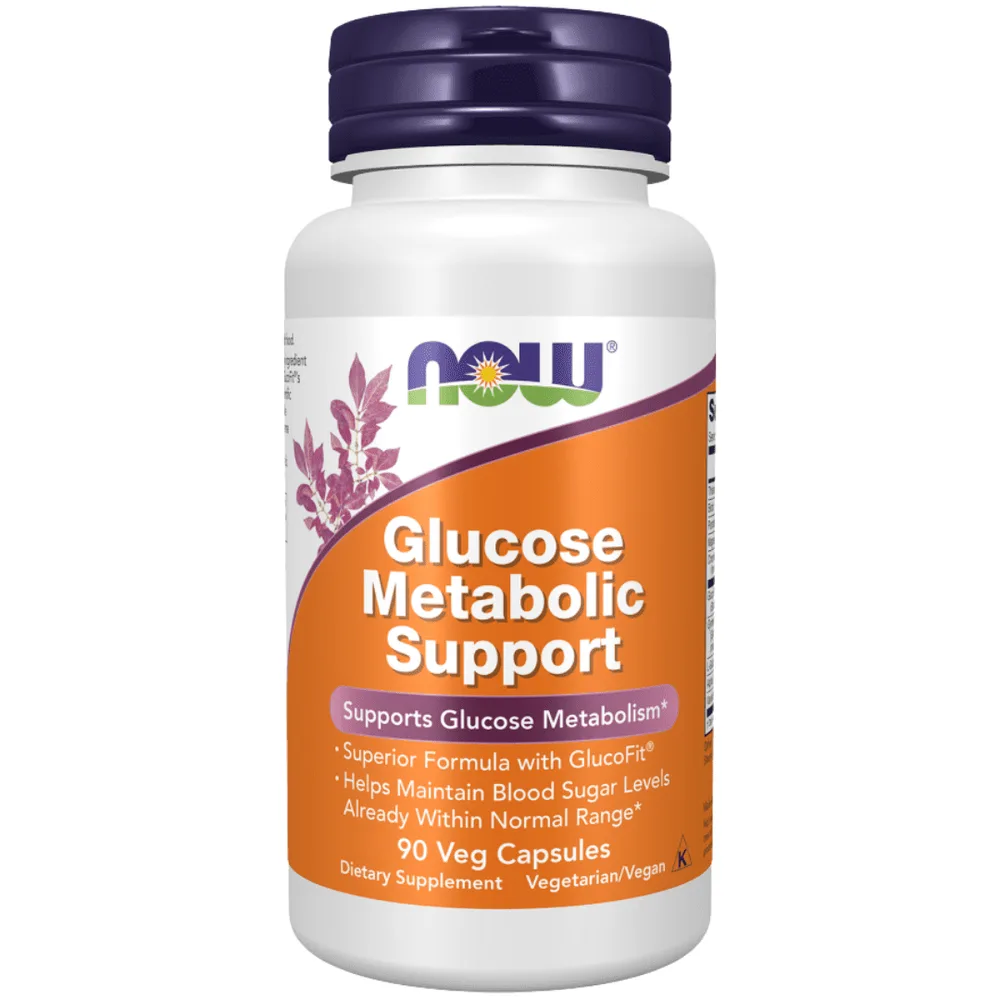 now®
Glucose
Metabolic
Support
Supports Glucose Metabolism*
• Superior Formula with GlucoFit®
• Helps Maintain Blood Sugar Levels
Already Within Normal Range*
90 Veg Capsules
Dietary Supplement Vegetarian/Vegan
K